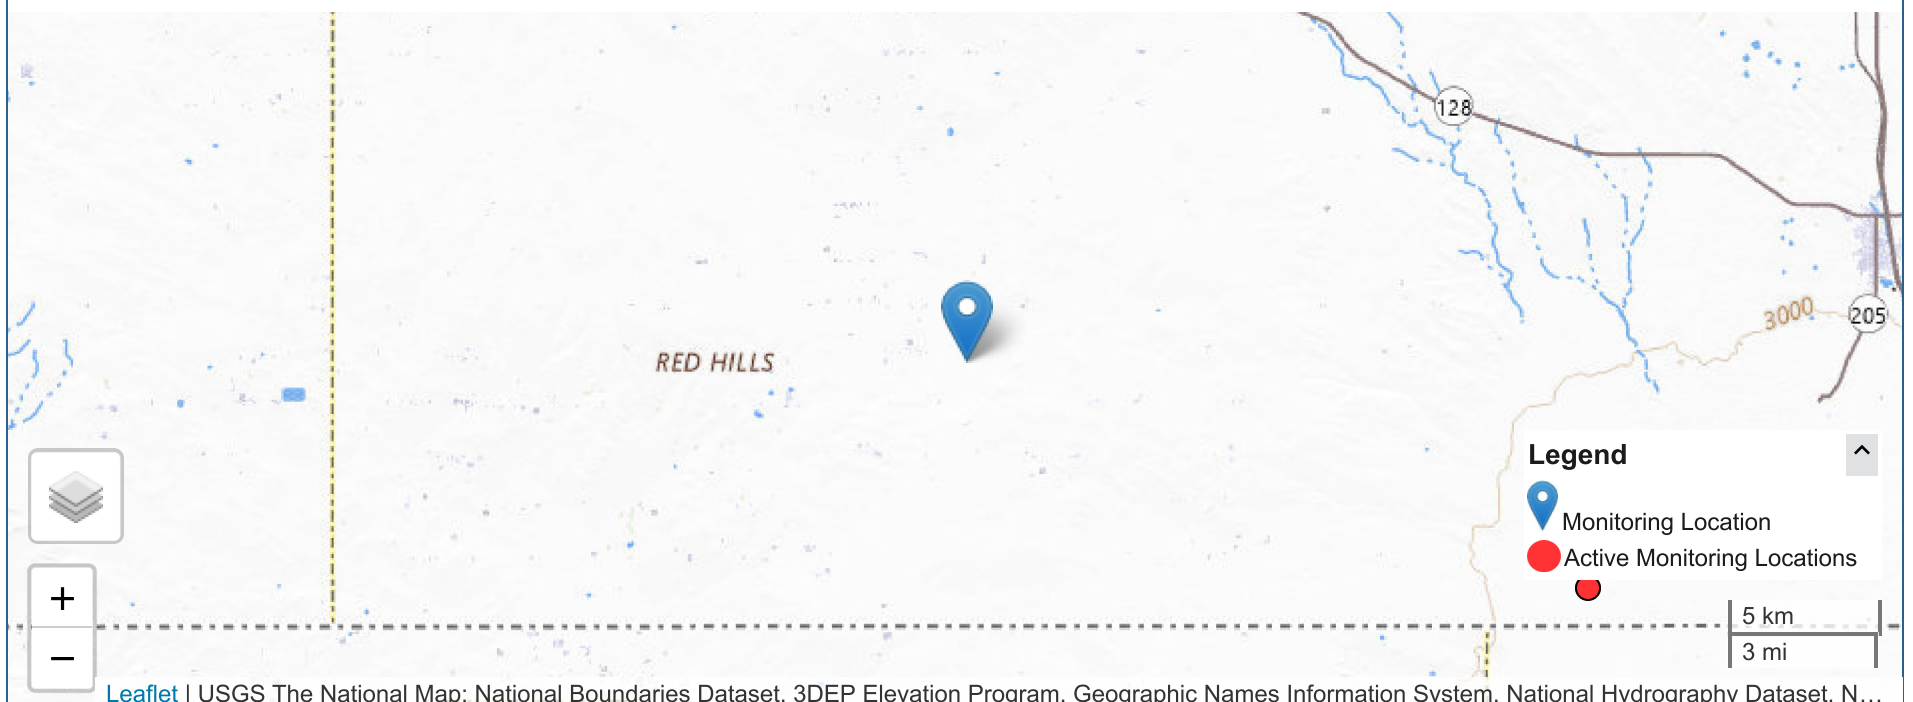 128
3000
205
RED HILLS
Legend
Monitoring Location
Active Monitoring Locations
+
−
5 km
3 mi
Leaflet | USGS The National Map: National Boundaries Dataset, 3DEP Elevation Program, Geographic Names Information System, National Hydrography Dataset, N…